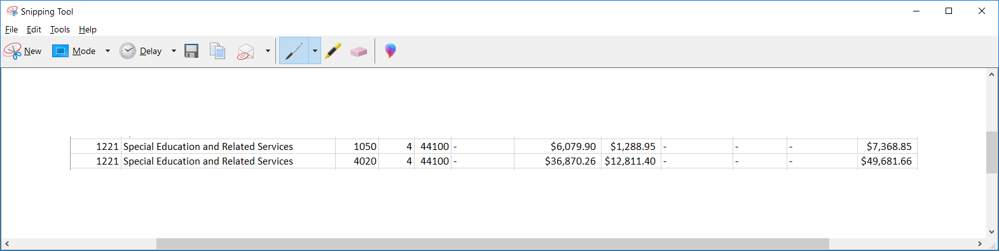 Snipping Tool
File Edit Tools Help
New Mode Delay
1221 Special Education and Related Services 1050 4 44100 - $6,079.90 $1,288.95 - - - $7,368.85
1221 Special Education and Related Services 4020 4 44100 - $36,870.26 $12,811.40 - - - $49,681.66